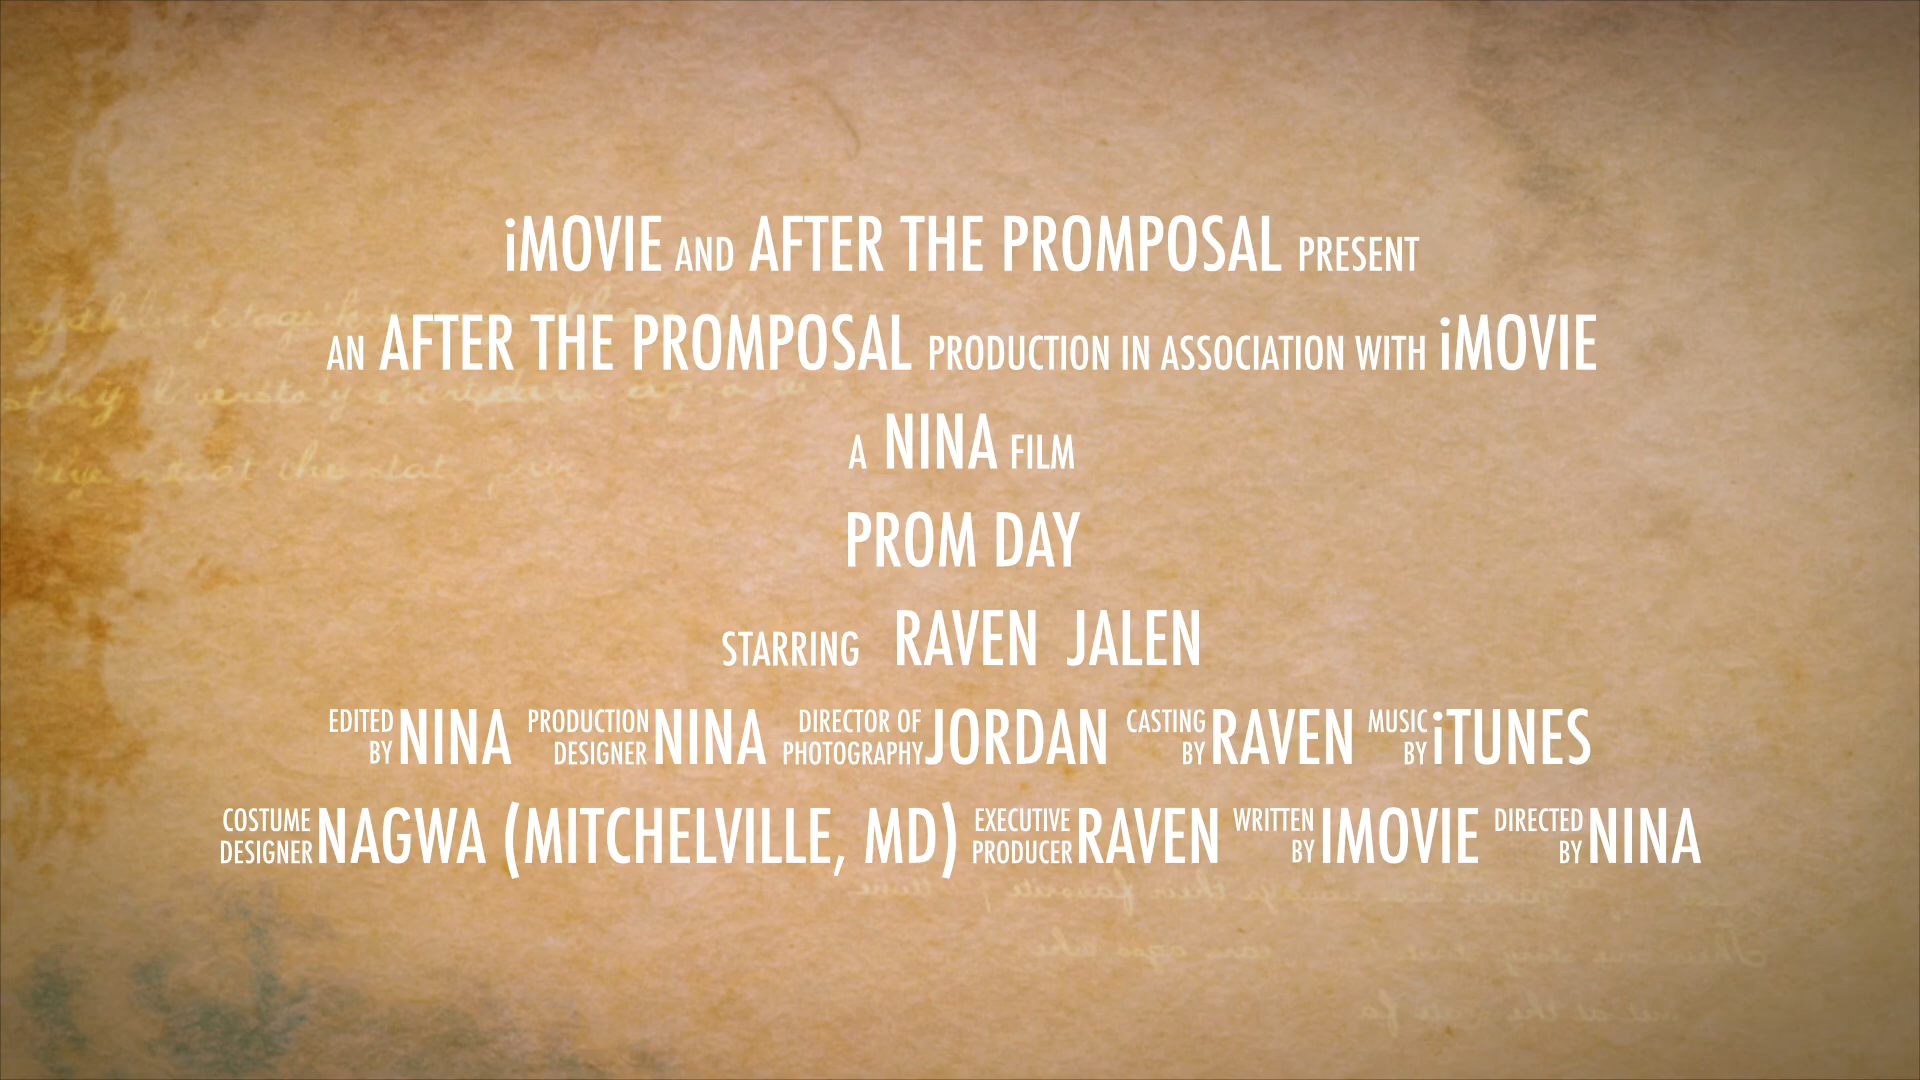 iMOVIE AND AFTER THE PROMPOSAL PRESENT
AN AFTER THE PROMPOSAL PRODUCTION IN ASSOCIATION WITH iMOVIE
A NINA FILM
PROM DAY
STARRING RAVEN JALEN
EDITED BY NINA PRODUCTION DESIGNER NINA DIRECTOR OF PHOTOGRAPHY JORDAN CASTING BY RAVEN MUSIC BY iTUNES
COSTUME DESIGNER NAGWA (MITCHELVILLE, MD) EXECUTIVE PRODUCER RAVEN WRITTEN BY IMOVIE DIRECTED BY NINA